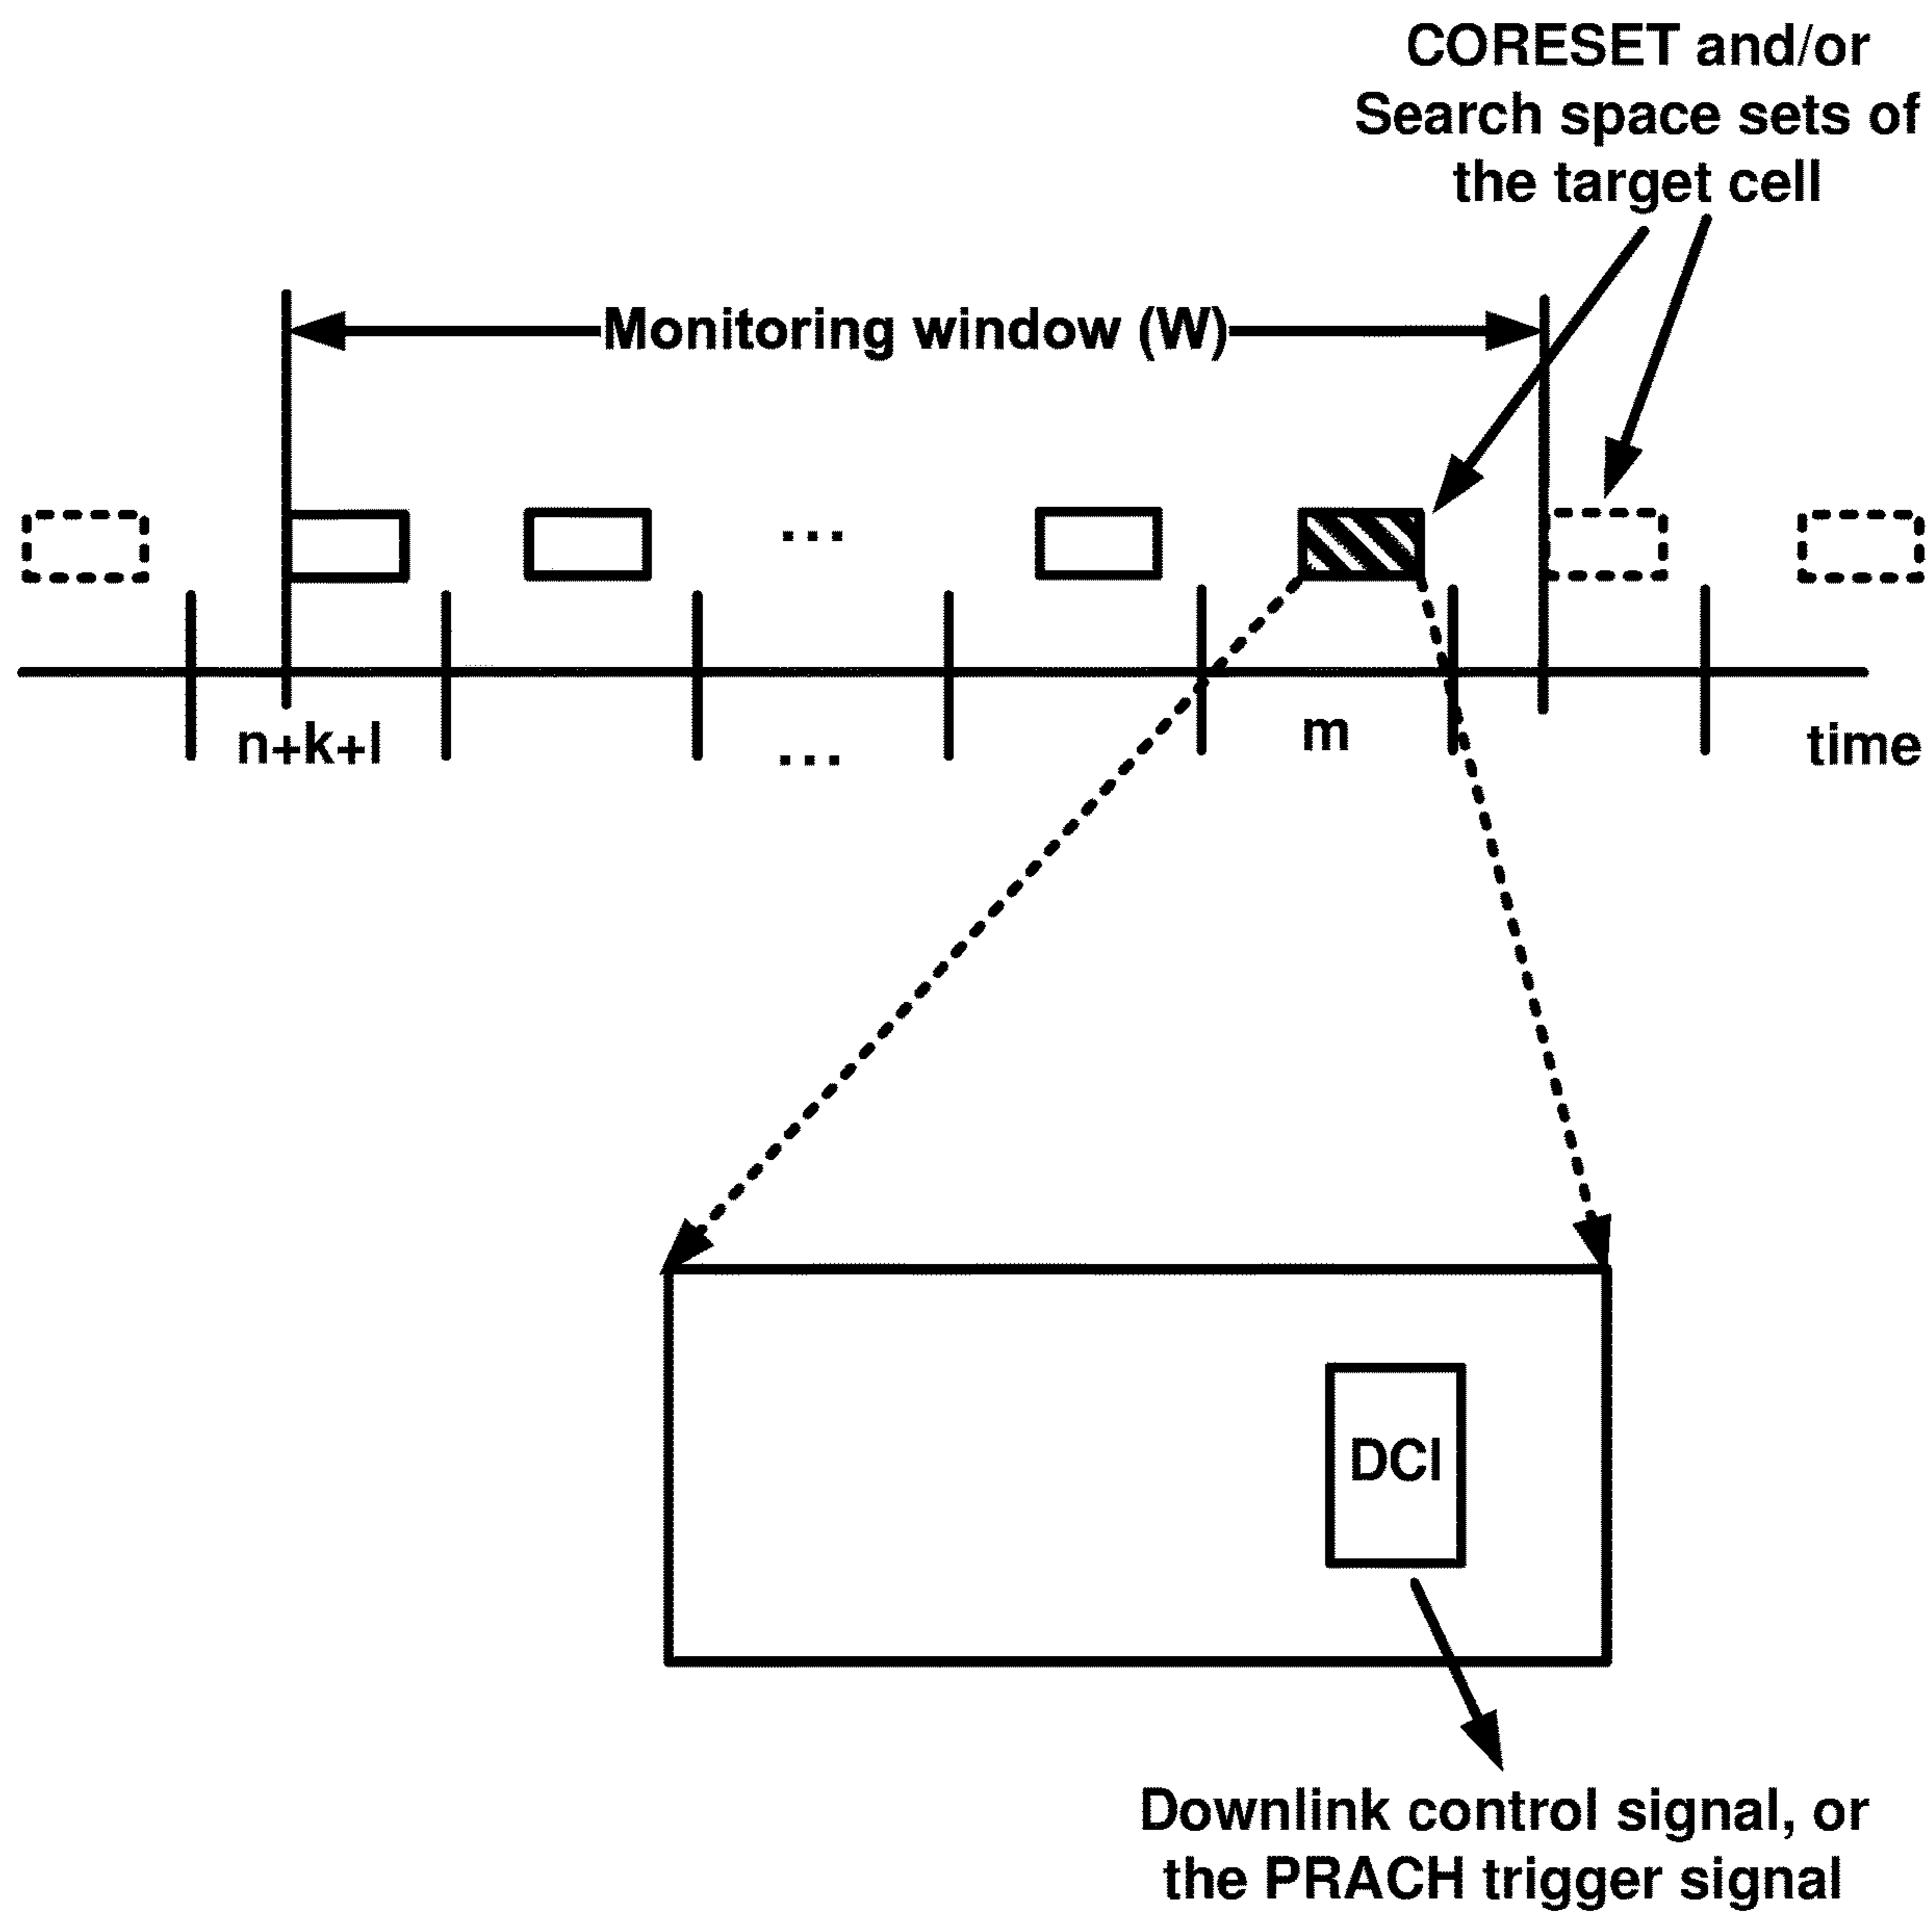 CORESET and/or
Search space sets of
the target cell
Monitoring window (W)
...
n+k+l
...
m
time
DCI
Downlink control signal, or
the PRACH trigger signal